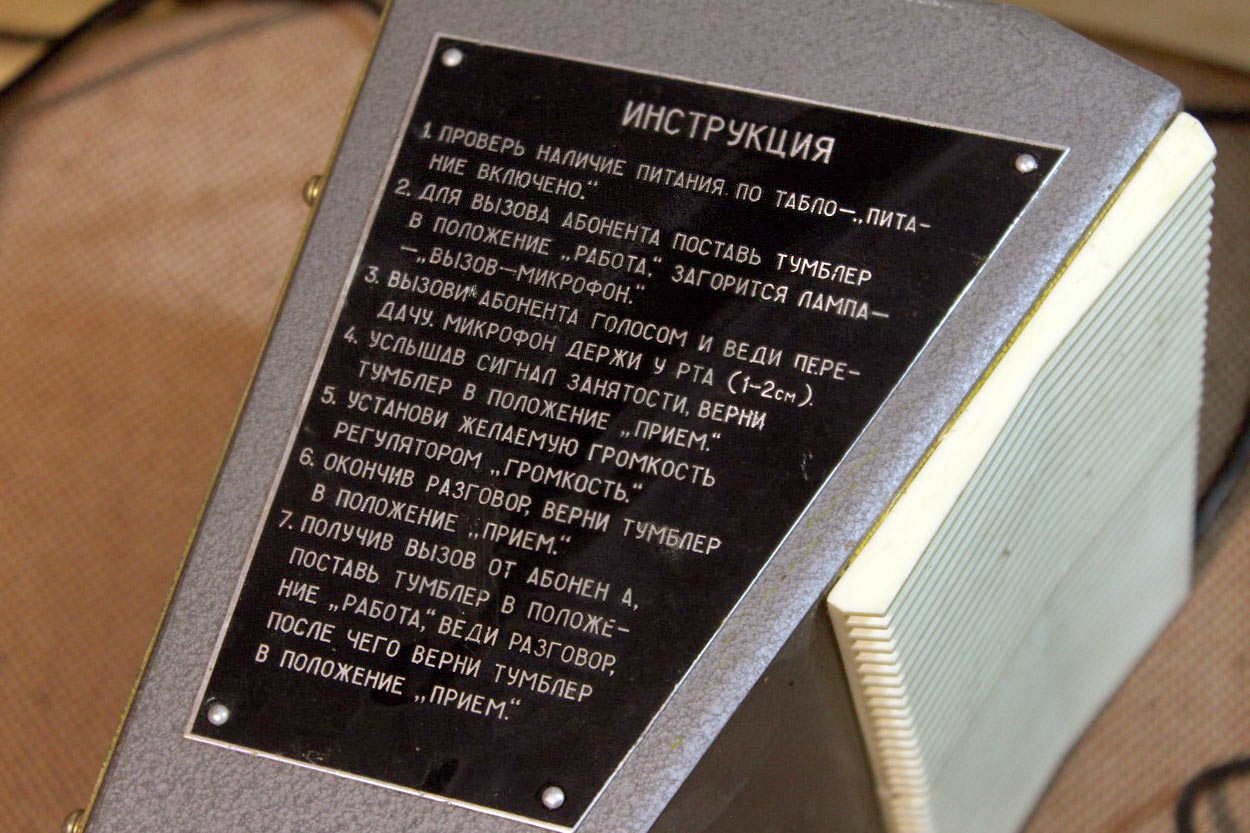 ИНСТРУКЦИЯ
1. ПРОВЕРЬ НАЛИЧИЕ ПИТАНИЯ ПО ТАБЛО—„ПИТА-
НИЕ ВКЛЮЧЕНО.“
2. ДЛЯ ВЫЗОВА АБОНЕНТА ПОСТАВЬ ТУМБЛЕР
В ПОЛОЖЕНИЕ „РАБОТА,“ ЗАГОРИТСЯ ЛАМПА—
—„ВЫЗОВ—МИКРОФОН.“
3. ВЫЗОВИ АБОНЕНТА ГОЛОСОМ И ВЕДИ ПЕРЕ-
ДАЧУ. МИКРОФОН ДЕРЖИ У РТА (1-2см).
4. УСЛЫШАВ СИГНАЛ ЗАНЯТОСТИ, ВЕРНИ
ТУМБЛЕР В ПОЛОЖЕНИЕ „ПРИЕМ.“
5. УСТАНОВИ ЖЕЛАЕМУЮ ГРОМКОСТЬ
РЕГУЛЯТОРОМ „ГРОМКОСТЬ.“
6. ОКОНЧИВ РАЗГОВОР, ВЕРНИ ТУМБЛЕР
В ПОЛОЖЕНИЕ „ПРИЕМ.“
7. ПОЛУЧИВ ВЫЗОВ ОТ АБОНЕН А,
ПОСТАВЬ ТУМБЛЕР В ПОЛОЖЕ-
НИЕ „РАБОТА,“ ВЕДИ РАЗГОВОР,
ПОСЛЕ ЧЕГО ВЕРНИ ТУМБЛЕР
В ПОЛОЖЕНИЕ „ПРИЕМ.“